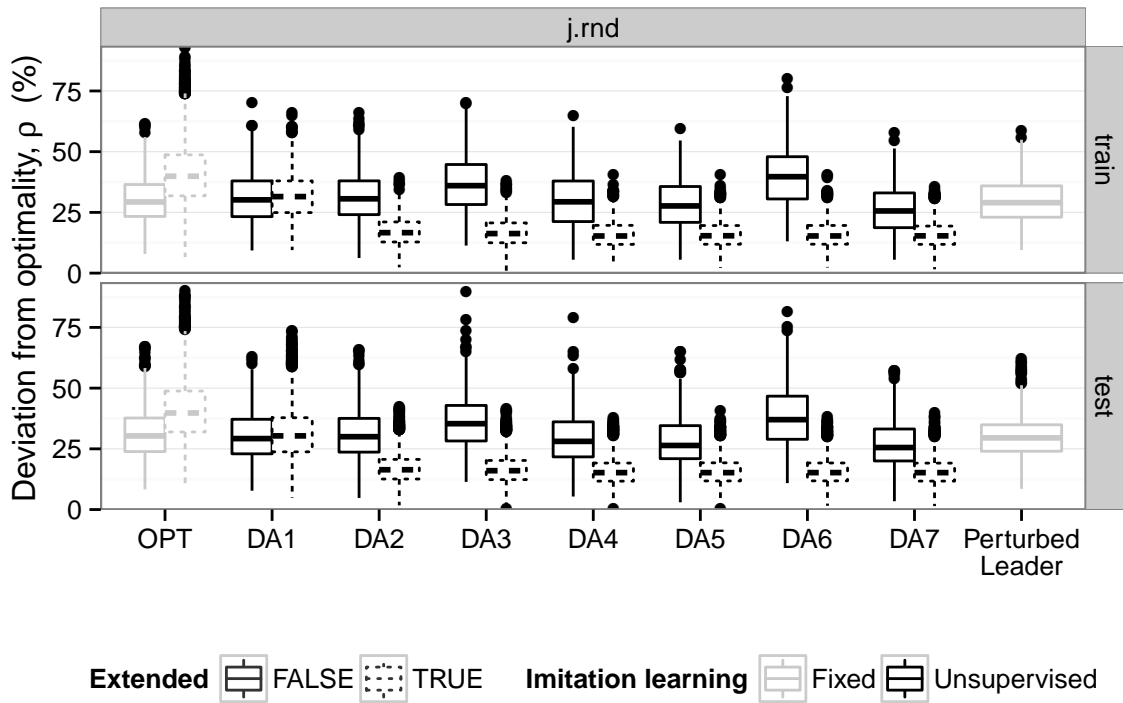 j.rnd
Deviation from optimality, ρ (%)
75
50
25
0
train
75
50
25
0
test
OPT DA1 DA2 DA3 DA4 DA5 DA6 DA7 Perturbed
Leader
Extended FALSE TRUE Imitation learning Fixed Unsupervised